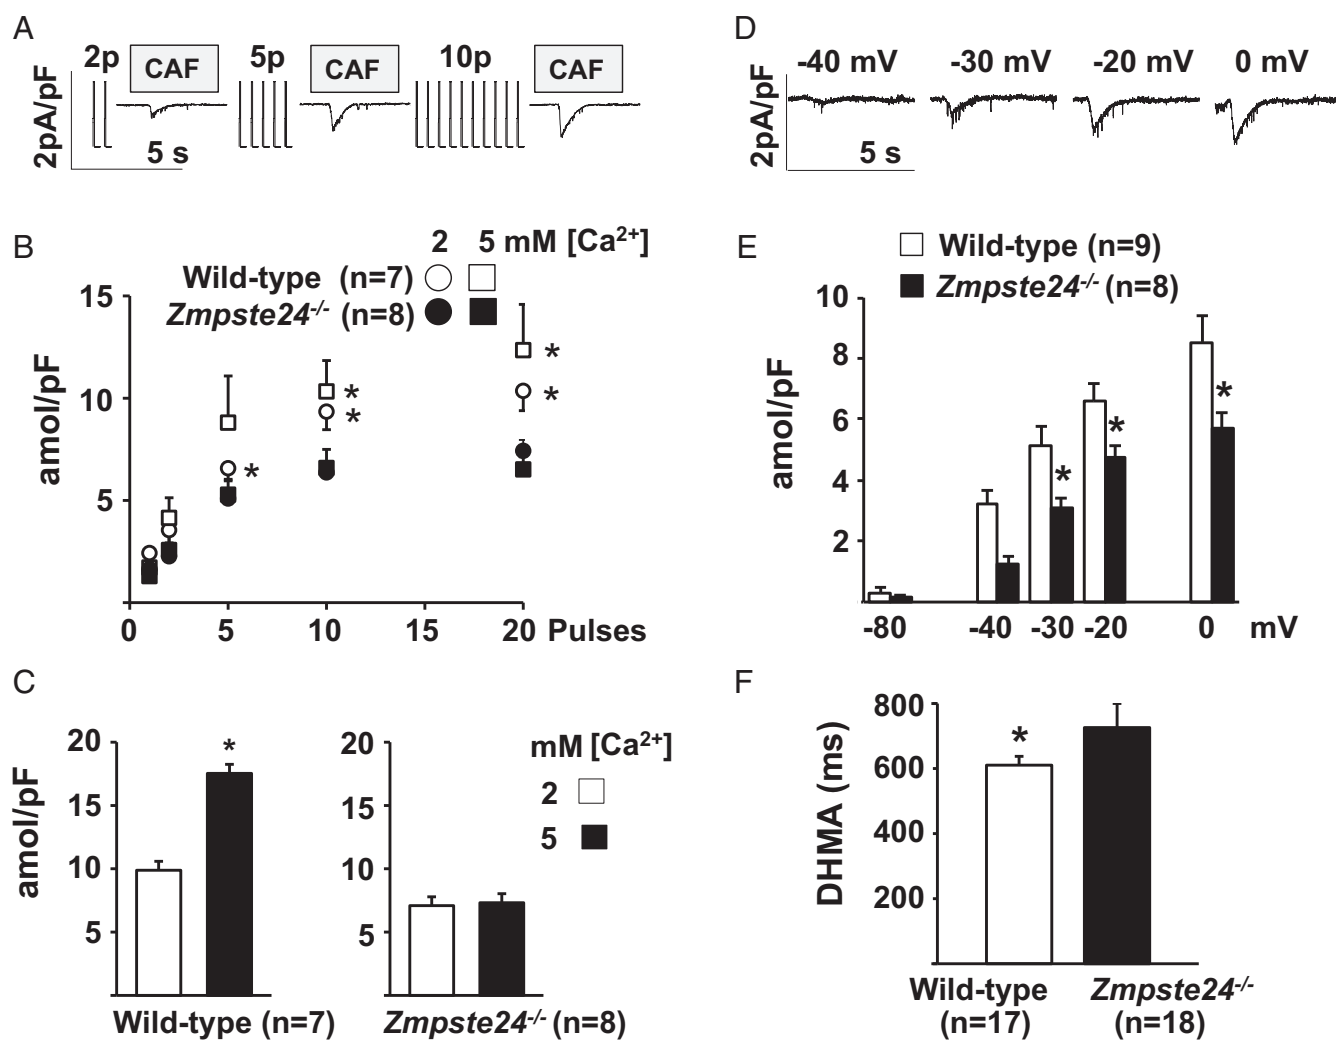 A
2p CAF 5p CAF 10p CAF
2pA/pF
5 s
B
2 5 mM [Ca²⁺]
Wild-type (n=7)
Zmpste24⁻/⁻ (n=8)
15
10
5
amol/pF
*
*
*
*
*
0 5 10 15 20 Pulses
C
20
15
10
5
amol/pF
*
Wild-type (n=7)
20
15
10
5
mM [Ca²⁺]
2
5
Zmpste24⁻/⁻ (n=8)
D
-40 mV -30 mV -20 mV 0 mV
2pA/pF
5 s
E
Wild-type (n=9)
Zmpste24⁻/⁻ (n=8)
10
8
6
4
2
amol/pF
*
*
*
-80 -40 -30 -20 0 mV
F
800
600
400
200
DHMA (ms)
*
Wild-type
(n=17)
Zmpste24⁻/⁻
(n=18)